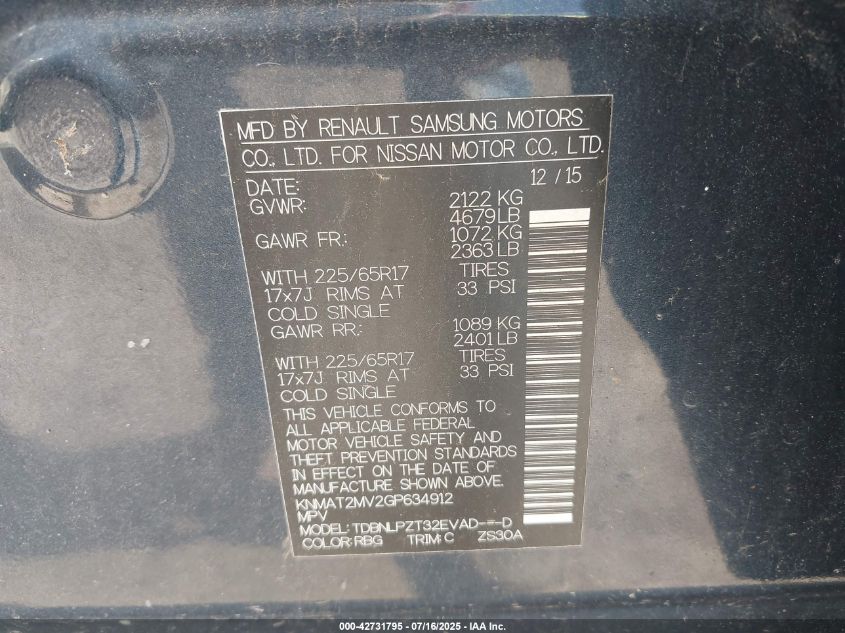 MFD BY RENAULT SAMSUNG MOTORS
CO., LTD. FOR NISSAN MOTOR CO., LTD.
DATE: 12 / 15
GVWR: 2122 KG
4679 LB
GAWR FR.: 1072 KG
2363 LB
WITH 225/65R17 TIRES
17x7J RIMS AT 33 PSI
COLD SINGLE
GAWR RR.: 1089 KG
2401 LB
WITH 225/65R17 TIRES
17x7J RIMS AT 33 PSI
COLD SINGLE
THIS VEHICLE CONFORMS TO
ALL APPLICABLE FEDERAL
MOTOR VEHICLE SAFETY AND
THEFT PREVENTION STANDARDS
IN EFFECT ON THE DATE OF
MANUFACTURE SHOWN ABOVE.
KNMAT2MV2GP634912
MPV
MODEL: TDBNLPZT32EVAD---D
COLOR: RBG TRIM: C ZS30A
000-42731795 - 07/16/2025 - IAA Inc.